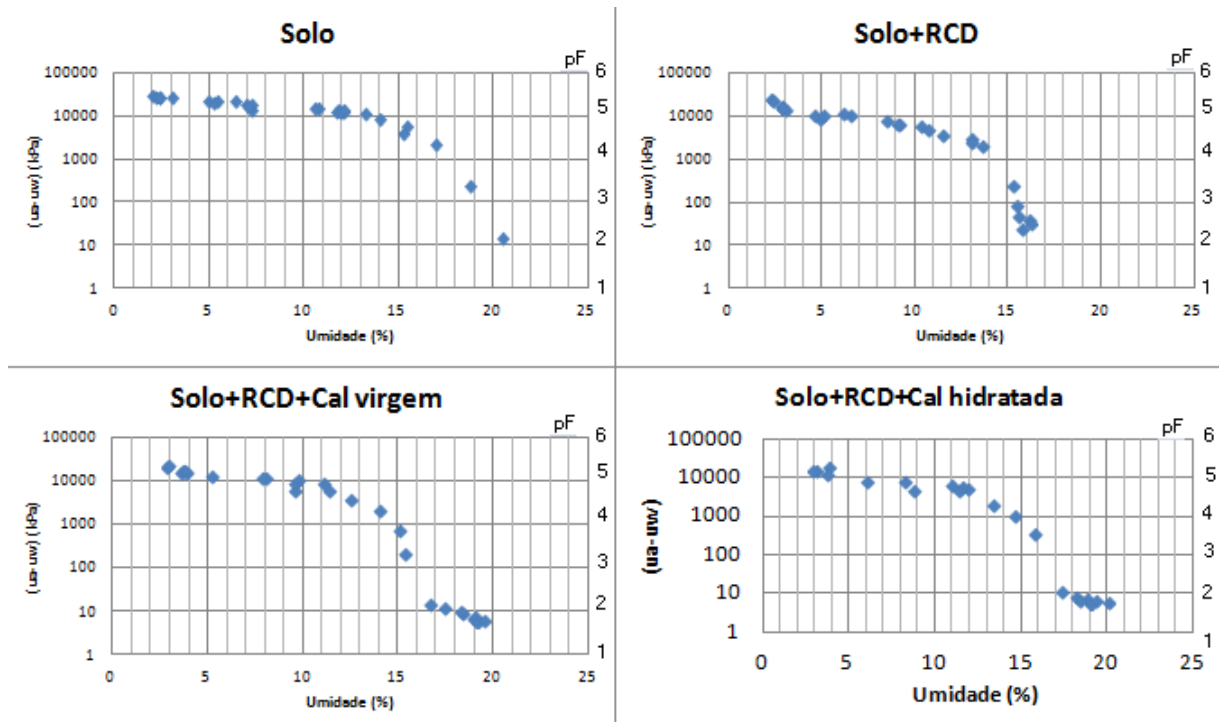 Solo
pF
(ua-uw) (kPa)
100000
10000
1000
100
10
1
6
5
4
3
2
1
0 5 10 15 20 25
Umidade (%)
Solo+RCD
pF
(ua-uw) (kPa)
100000
10000
1000
100
10
1
6
5
4
3
2
1
0 5 10 15 20 25
Umidade (%)
Solo+RCD+Cal virgem
pF
(ua-uw) (kPa)
100000
10000
1000
100
10
1
6
5
4
3
2
1
0 5 10 15 20 25
Umidade (%)
Solo+RCD+Cal hidratada
pF
(ua-uw)
100000
10000
1000
100
10
1
6
5
4
3
2
1
0 5 10 15 20 25
Umidade (%)